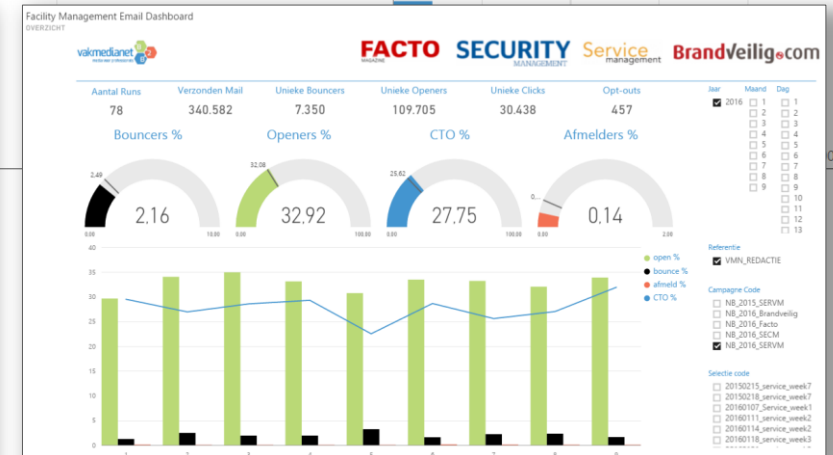 Facility Management Email Dashboard
OVERZICHT
vakmedianet
FACTO
MAGAZINE
SECURITY
MANAGEMENT
Service
management
BrandVeilig.com
Aantal Runs
Verzonden Mail
Unieke Bouncers
Unieke Openers
Unieke Clicks
Opt-outs
78
340.582
7.350
109.705
30.438
457
Jaar
Maand
Dag
2016
1
2
3
4
5
6
7
8
9
1
2
3
4
5
6
7
8
9
10
11
12
13
Bouncers %
Openers %
CTO %
Afmelders %
2,49
2,16
0,00
10,00
32,08
32,92
0,00
100,00
25,62
27,75
0,00
100,00
0...
0,14
0,00
2,00
40
35
30
25
20
15
10
5
0
open %
bounce %
afmeld %
CTO %
Referentie
VMN_REDACTIE
Campagne Code
NB_2015_SERVM
NB_2016_Brandveilig
NB_2016_Facto
NB_2016_SECM
NB_2016_SERVM
Selectie code
20150215_service_week7
20150218_service_week7
20160107_Service_week1
20160111_service_week2
20160114_service_week2
20160118_service_week3